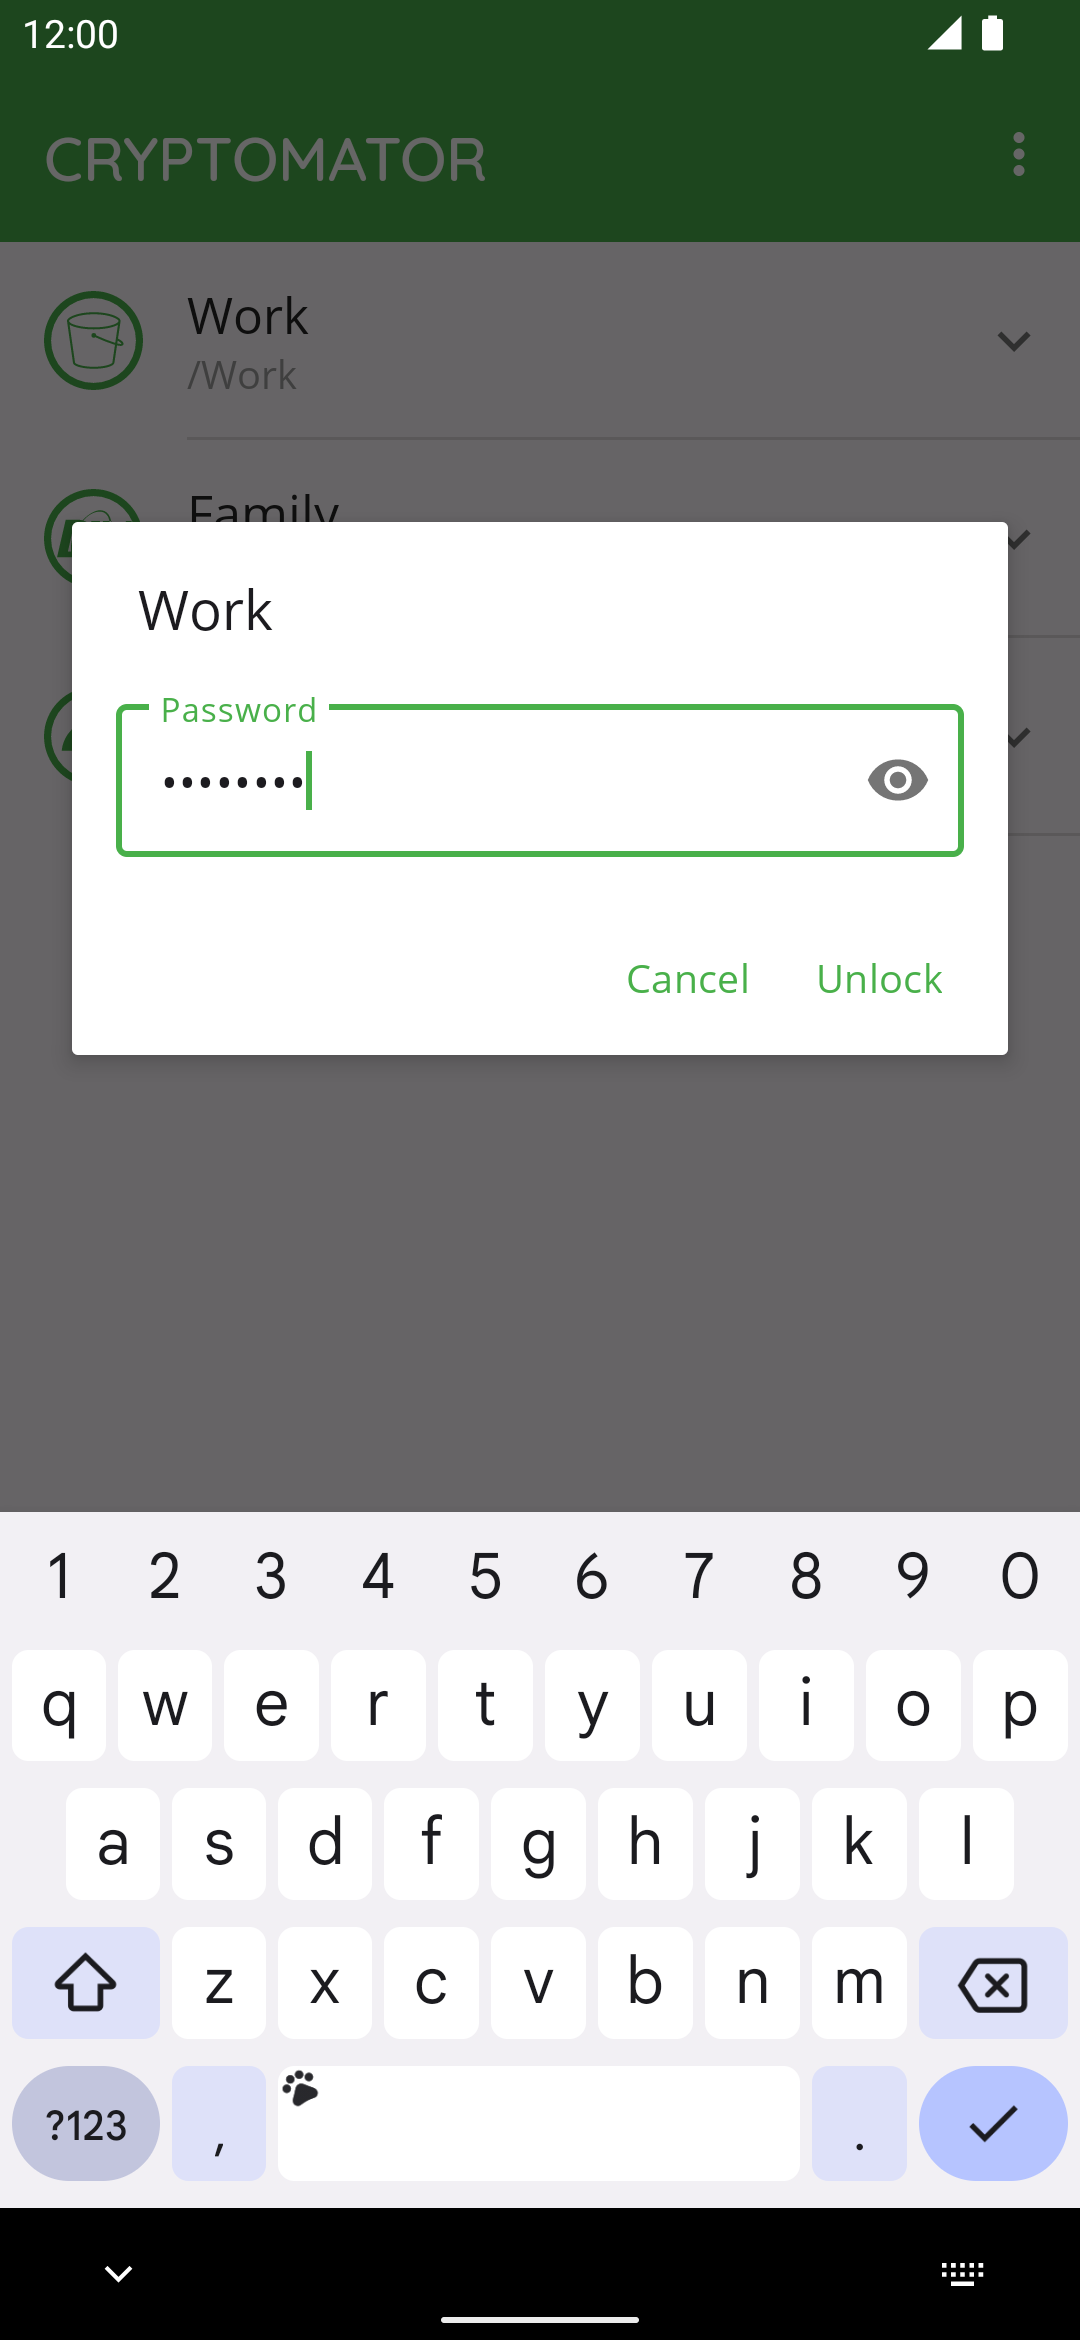 12:00
CRYPTOMATOR
Work
/Work
Family
Work
Password
••••••••
Cancel Unlock
1 2 3 4 5 6 7 8 9 0
q w e r t y u i o p
a s d f g h j k l
z x c v b n m
?123 , .